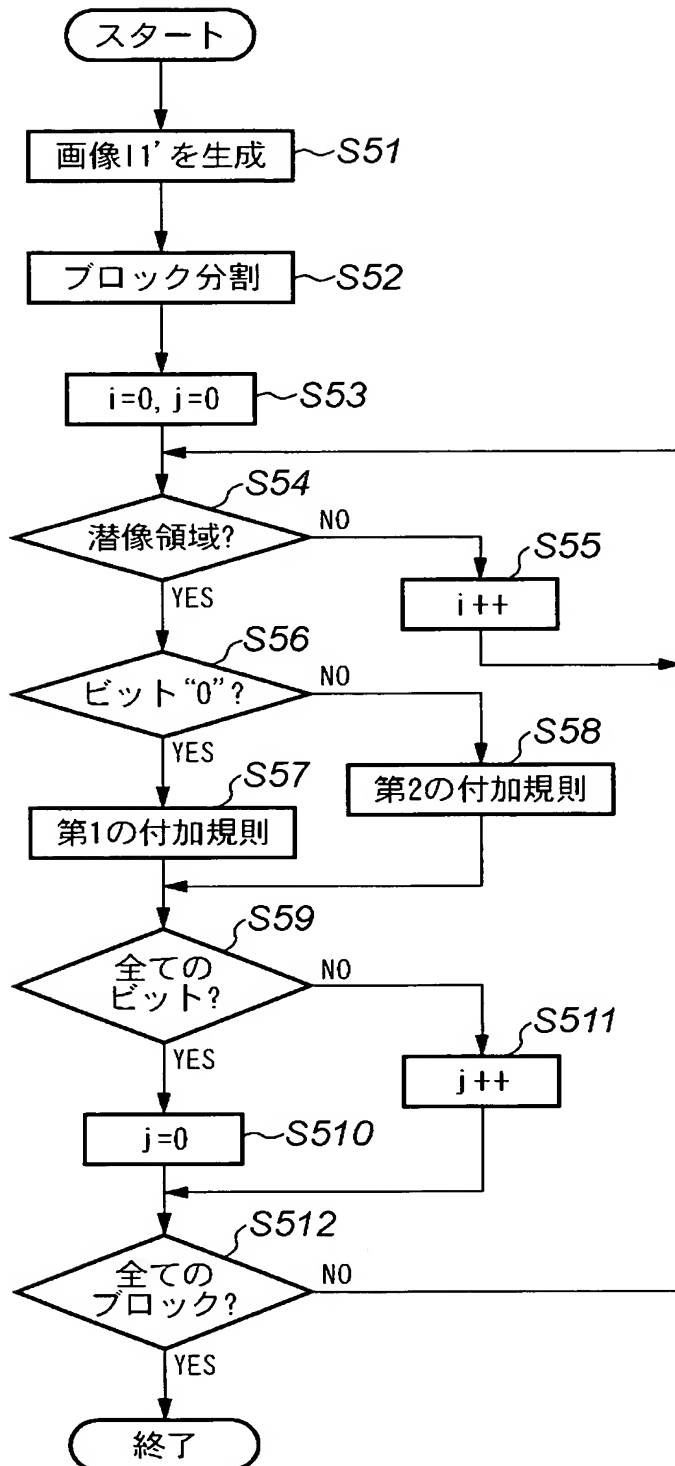 スタート
画像I1'を生成
S51
ブロック分割
S52
i=0, j=0
S53
S54
潜像領域?
NO
S55
i++
YES
S56
ビット“0”?
NO
S58
第2の付加規則
YES
S57
第1の付加規則
S59
全ての
ビット?
NO
S511
j++
YES
j=0
S510
S512
全ての
ブロック?
NO
YES
終了